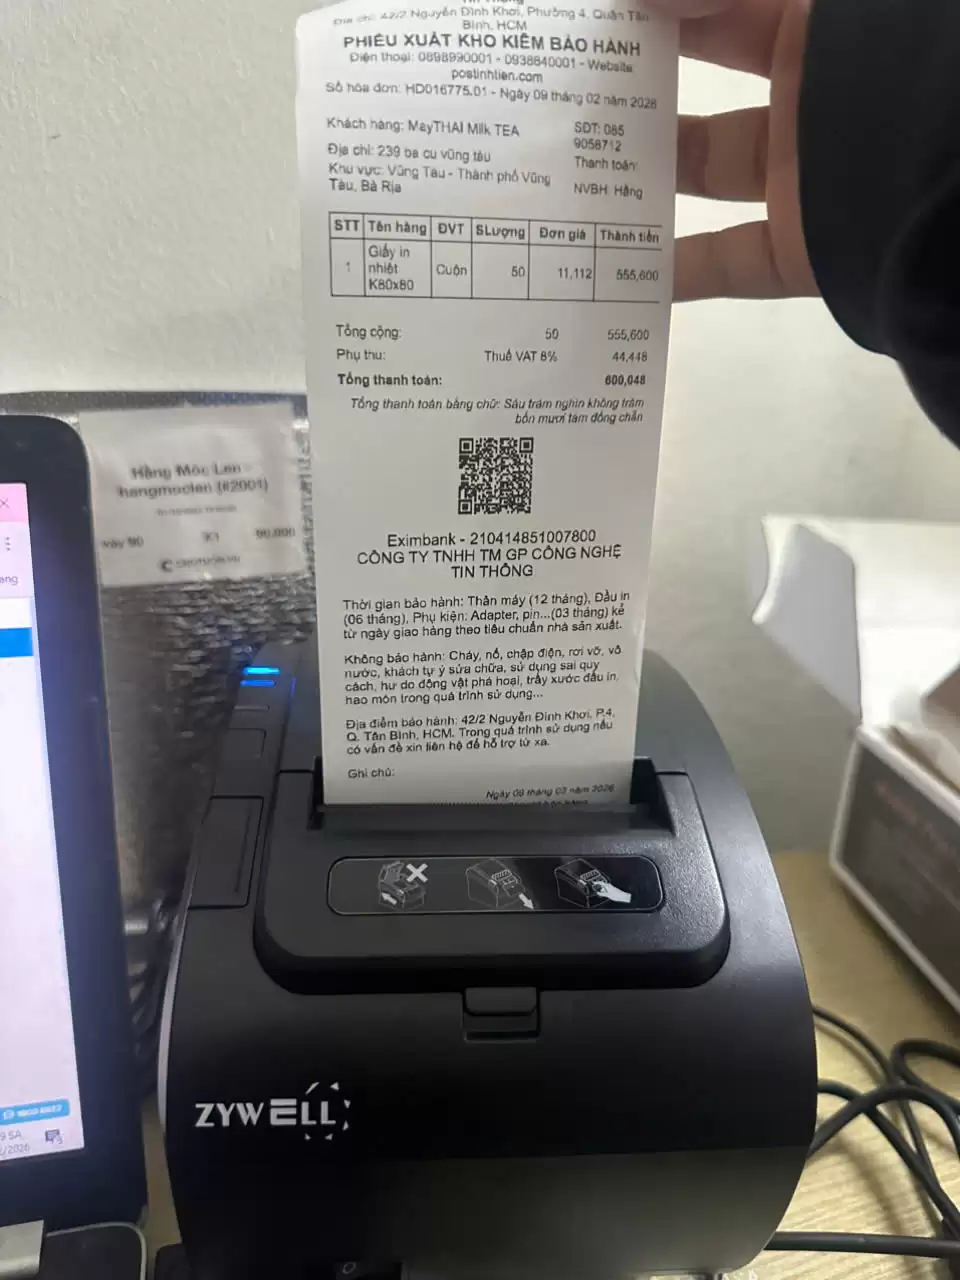 Địa chỉ: 42/2 Nguyễn Đình Khơi, Phường 4, Quận Tân
Bình, HCM
PHIẾU XUẤT KHO KIÊM BẢO HÀNH
Điện thoại: 0898990001 - 0938640001 - Website:
postinhtien.com
Số hóa đơn: HD016775.01 - Ngày 09 tháng 02 năm 2026
Khách hàng: MayTHAI Milk TEA
SDT: 085
9058712
Địa chỉ: 239 ba cu vũng tàu
Thanh toán:
Khu vực: Vũng Tàu - Thành phố Vũng
Tàu, Bà Rịa
NVBH: Hằng
STT Tên hàng ĐVT SLượng Đơn giá Thành tiền
1 Giấy in nhiệt K80x80 Cuộn 50 11,112 555,600
Tổng cộng: 50 555,600
Phụ thu: Thuế VAT 8% 44,448
Tổng thanh toán: 600,048
Tổng thanh toán bằng chữ: Sáu trăm nghìn không trăm
bốn mươi tám đồng chẵn
Eximbank - 210414851007800
CÔNG TY TNHH TM GP CÔNG NGHỆ
TIN THÔNG
Thời gian bảo hành: Thân máy (12 tháng), Đầu in
(06 tháng), Phụ kiện: Adapter, pin...(03 tháng) kể
từ ngày giao hàng theo tiêu chuẩn nhà sản xuất.
Không bảo hành: Cháy, nổ, chập điện, rơi vỡ, vô
nước, khách tự ý sửa chữa, sử dụng sai quy
cách, hư do động vật phá hoại, trầy xước đầu in,
hao mòn trong quá trình sử dụng...
Địa điểm bảo hành: 42/2 Nguyễn Đình Khơi, P.4,
Q. Tân Bình, HCM. Trong quá trình sử dụng nếu
có vấn đề xin liên hệ để hỗ trợ từ xa.
Ghi chú:
Ngày 09 tháng 02 năm 2026
Hằng Móc Len -
hangmoclen (#2001)
váy 90 X1 90,000
ZYWELL